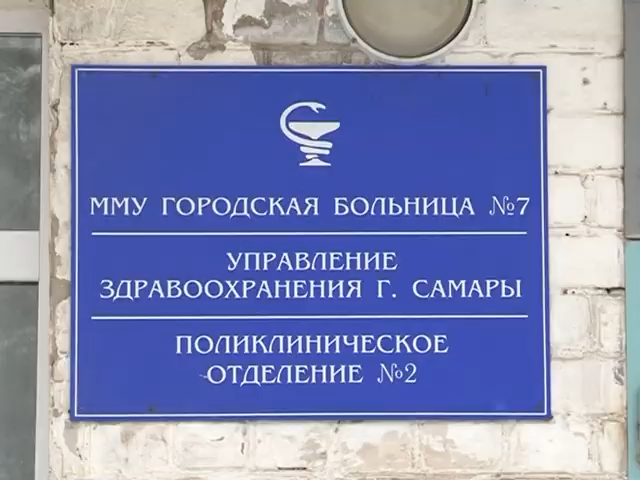 ММУ ГОРОДСКАЯ БОЛЬНИЦА №7
УПРАВЛЕНИЕ
ЗДРАВООХРАНЕНИЯ Г. САМАРЫ
ПОЛИКЛИНИЧЕСКОЕ
ОТДЕЛЕНИЕ №2